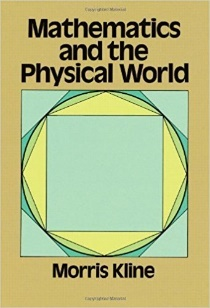 Mathematics
and the
Physical World
Morris Kline